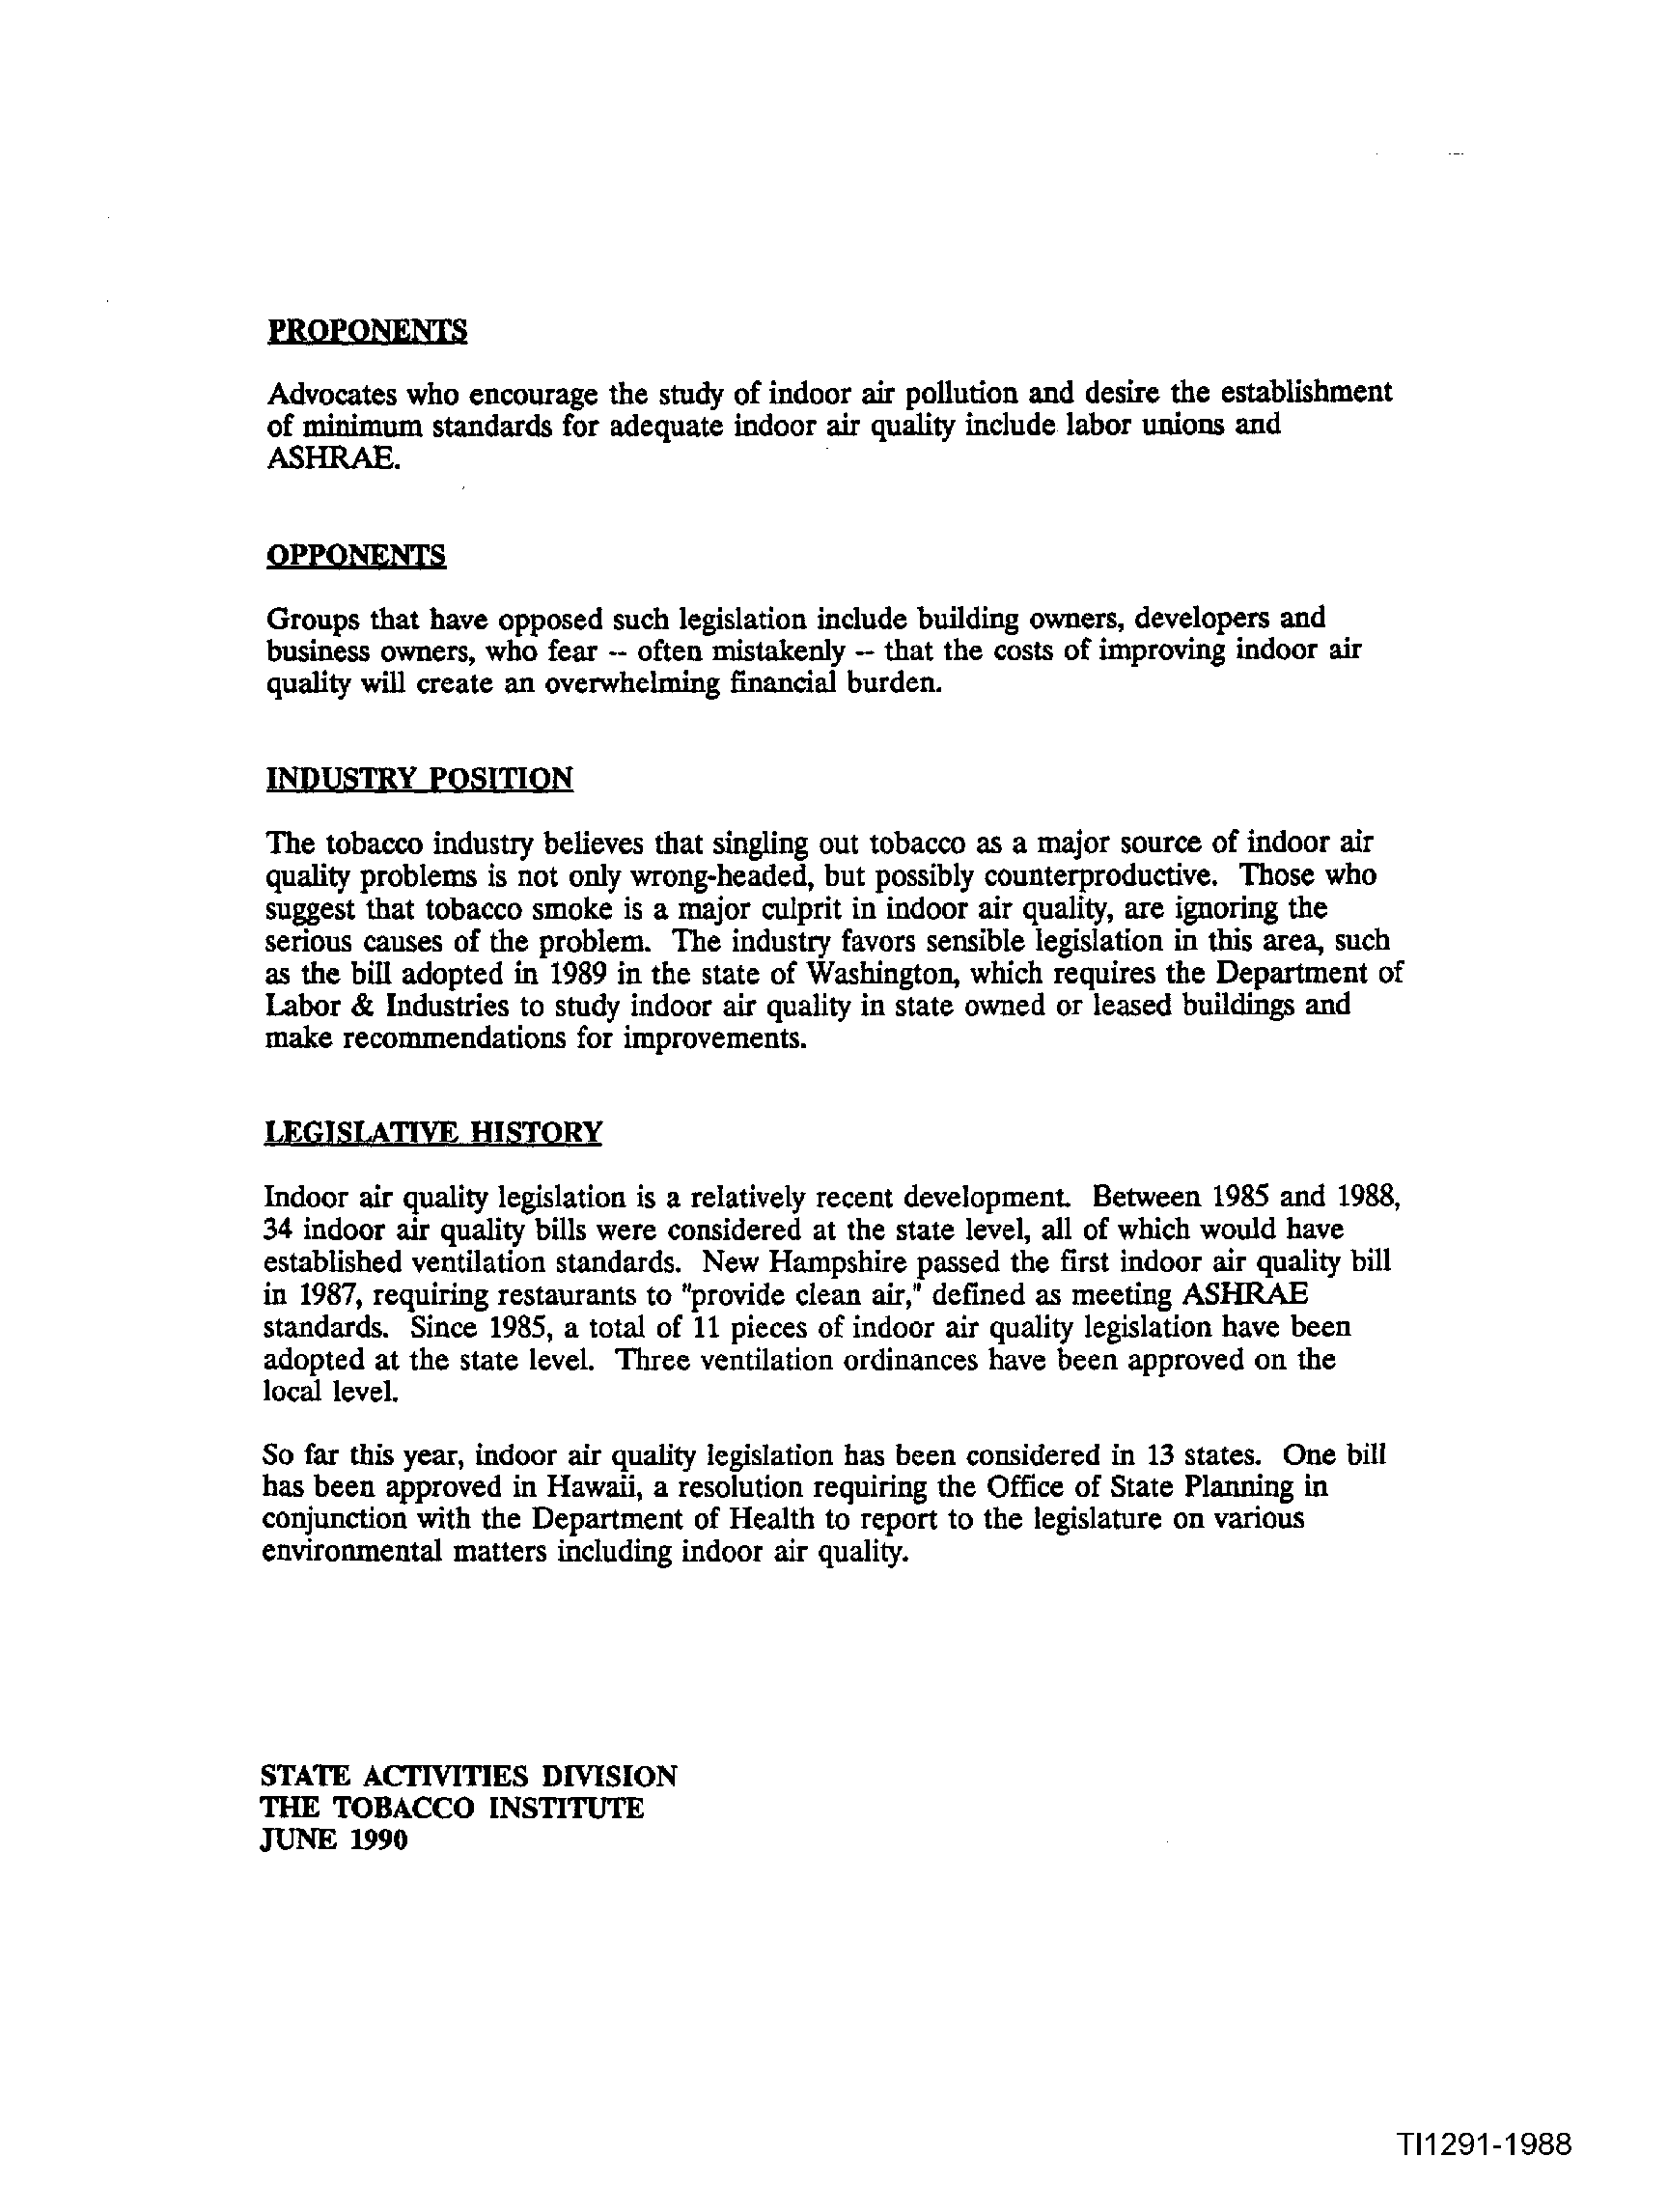 PROPONENTS
Advocates who encourage the study of indoor air pollution and desire the establishment
of minimum standards for adequate indoor air quality include labor unions and
ASHRAE.
OPPONENTS
Groups that have opposed such legislation include building owners, developers and
business owners, who fear -- often mistakenly -- that the costs of improving indoor air
quality will create an overwhelming financial burden.
INDUSTRY POSITION
The tobacco industry believes that singling out tobacco as a major source of indoor air
quality problems is not only wrong-headed, but possibly counterproductive. Those who
suggest that tobacco smoke is a major culprit in indoor air quality, are ignoring the
serious causes of the problem. The industry favors sensible legislation in this area, such
as the bill adopted in 1989 in the state of Washington, which requires the Department of
Labor & Industries to study indoor air quality in state owned or leased buildings and
make recommendations for improvements.
LEGISLATIVE HISTORY
Indoor air quality legislation is a relatively recent development. Between 1985 and 1988,
34 indoor air quality bills were considered at the state level, all of which would have
established ventilation standards. New Hampshire passed the first indoor air quality bill
in 1987, requiring restaurants to "provide clean air," defined as meeting ASHRAE
standards. Since 1985, a total of 11 pieces of indoor air quality legislation have been
adopted at the state level. Three ventilation ordinances have been approved on the
local level.
So far this year, indoor air quality legislation has been considered in 13 states. One bill
has been approved in Hawaii, a resolution requiring the Office of State Planning in
conjunction with the Department of Health to report to the legislature on various
environmental matters including indoor air quality.
STATE ACTIVITIES DIVISION
THE TOBACCO INSTITUTE
JUNE 1990
TI1291-1988